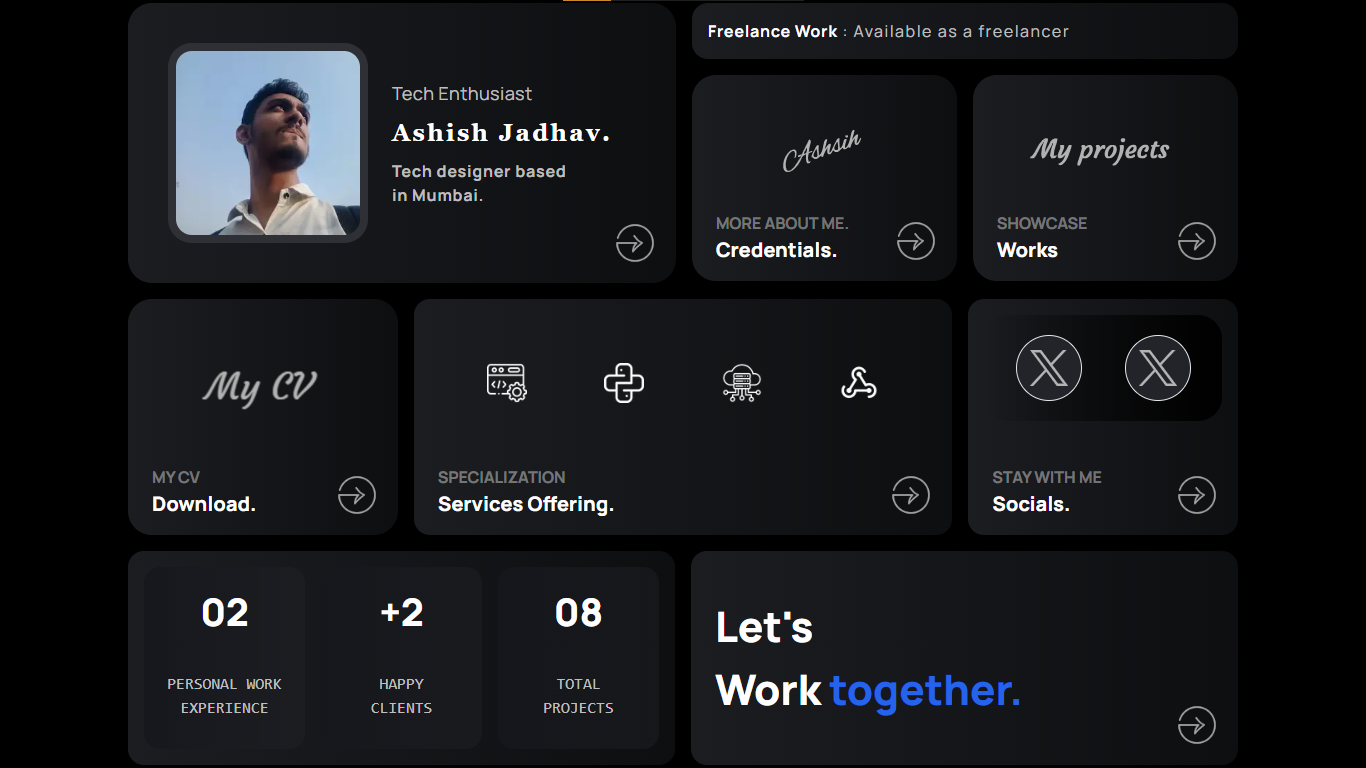 Freelance Work : Available as a freelancer
Tech Enthusiast
Ashish Jadhav.
Tech designer based
in Mumbai.
Ashsih
MORE ABOUT ME.
Credentials.
My projects
SHOWCASE
Works
My CV
MY CV
Download.
SPECIALIZATION
Services Offering.
STAY WITH ME
Socials.
02
PERSONAL WORK
EXPERIENCE
+2
HAPPY
CLIENTS
08
TOTAL
PROJECTS
Let's
Work together.